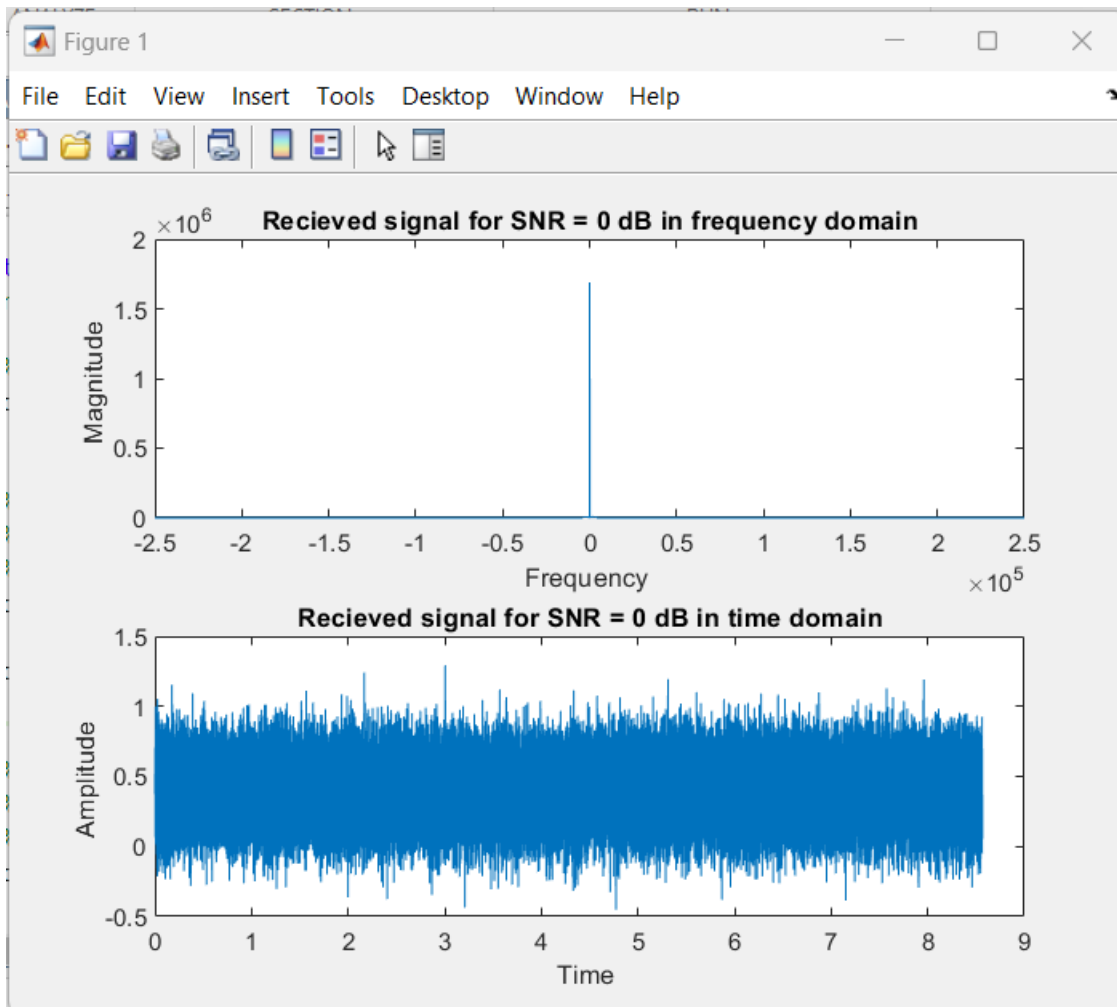 Figure 1
File Edit View Insert Tools Desktop Window Help
×10^6
Recieved signal for SNR = 0 dB in frequency domain
2
1.5
1
0.5
0
Magnitude
-2.5 -2 -1.5 -1 -0.5 0 0.5 1 1.5 2 2.5
Frequency
×10^5
Recieved signal for SNR = 0 dB in time domain
1.5
1
0.5
0
-0.5
Amplitude
0 1 2 3 4 5 6 7 8 9
Time